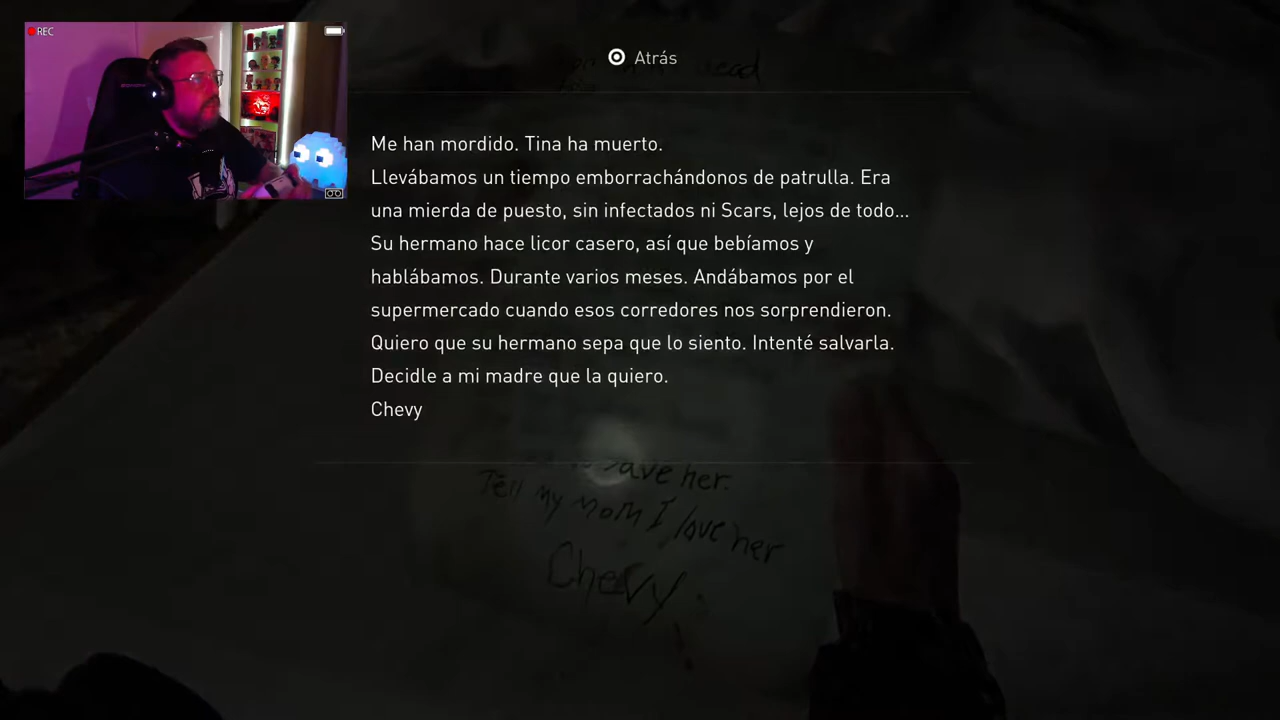 REC
Atrás
Me han mordido. Tina ha muerto.
Llevábamos un tiempo emborrachándonos de patrulla. Era
una mierda de puesto, sin infectados ni Scars, lejos de todo...
Su hermano hace licor casero, así que bebíamos y
hablábamos. Durante varios meses. Andábamos por el
supermercado cuando esos corredores nos sorprendieron.
Quiero que su hermano sepa que lo siento. Intenté salvarla.
Decidle a mi madre que la quiero.
Chevy
save her.
Tell my mom I love her
Chevy